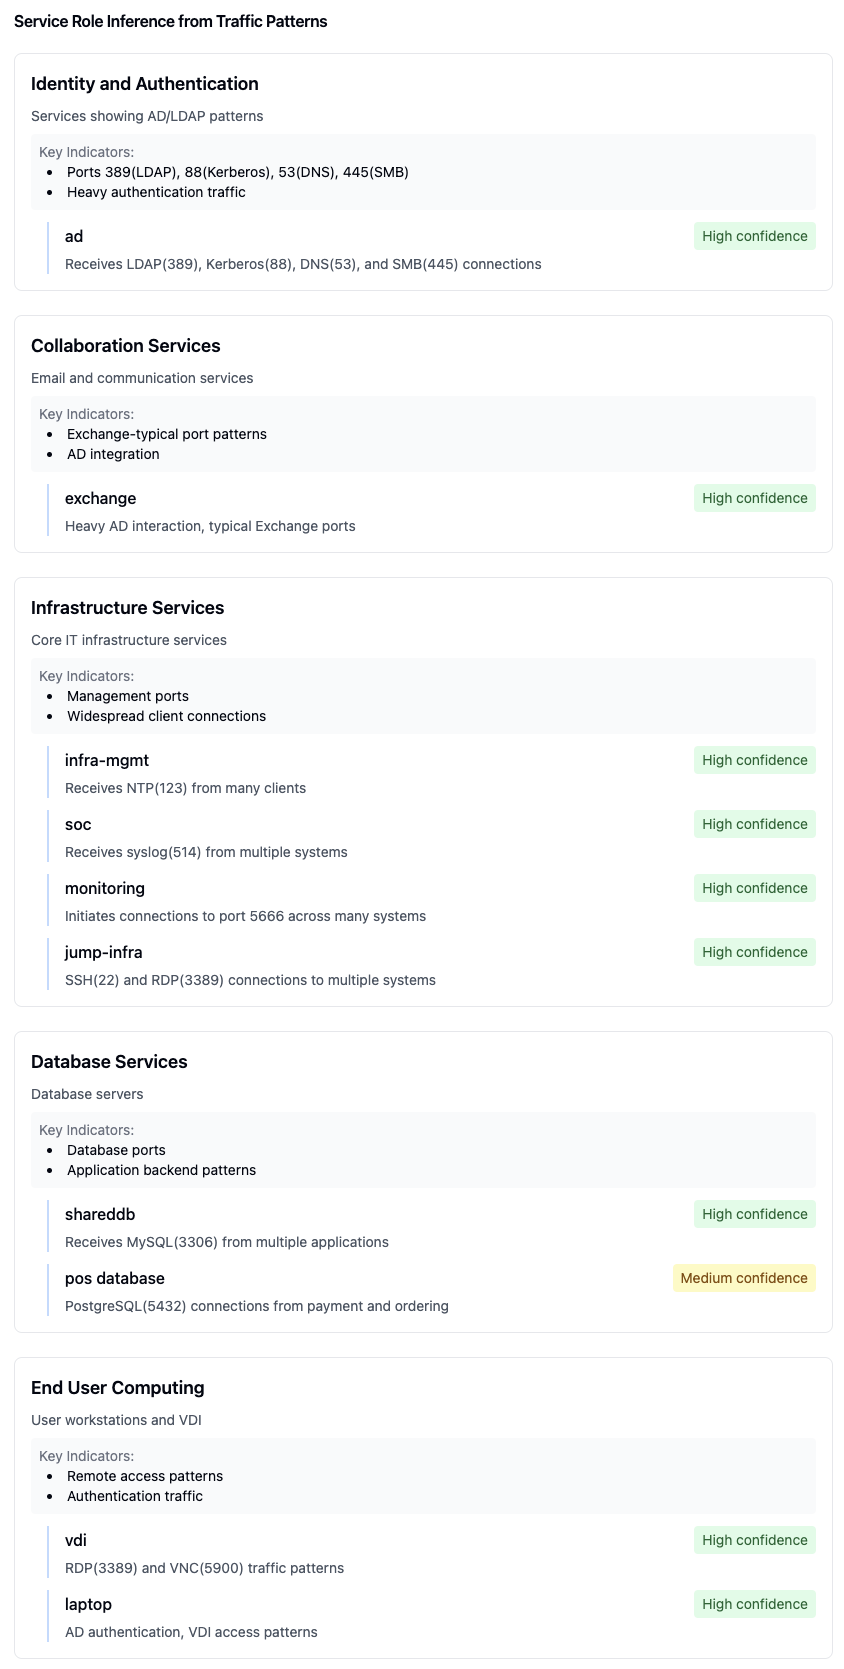 Service Role Inference from Traffic Patterns
Identity and Authentication
Services showing AD/LDAP patterns
Key Indicators:
• Ports 389(LDAP), 88(Kerberos), 53(DNS), 445(SMB)
• Heavy authentication traffic
ad
High confidence
Receives LDAP(389), Kerberos(88), DNS(53), and SMB(445) connections
Collaboration Services
Email and communication services
Key Indicators:
• Exchange-typical port patterns
• AD integration
exchange
High confidence
Heavy AD interaction, typical Exchange ports
Infrastructure Services
Core IT infrastructure services
Key Indicators:
• Management ports
• Widespread client connections
infra-mgmt
High confidence
Receives NTP(123) from many clients
soc
High confidence
Receives syslog(514) from multiple systems
monitoring
High confidence
Initiates connections to port 5666 across many systems
jump-infra
High confidence
SSH(22) and RDP(3389) connections to multiple systems
Database Services
Database servers
Key Indicators:
• Database ports
• Application backend patterns
shareddb
High confidence
Receives MySQL(3306) from multiple applications
pos database
Medium confidence
PostgreSQL(5432) connections from payment and ordering
End User Computing
User workstations and VDI
Key Indicators:
• Remote access patterns
• Authentication traffic
vdi
High confidence
RDP(3389) and VNC(5900) traffic patterns
laptop
High confidence
AD authentication, VDI access patterns